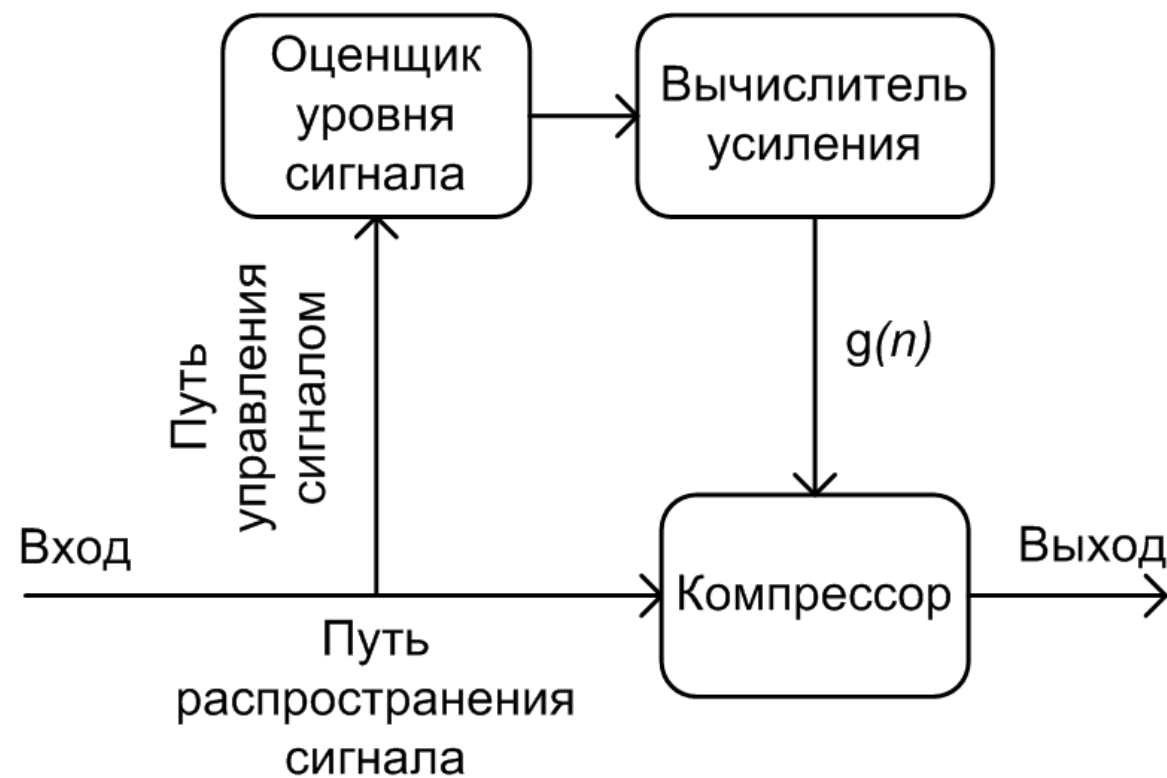 Оценщик
уровня
сигнала
Вычислитель
усиления
Путь
управления
сигналом
g(n)
Вход
Компрессор
Выход
Путь
распространения
сигнала